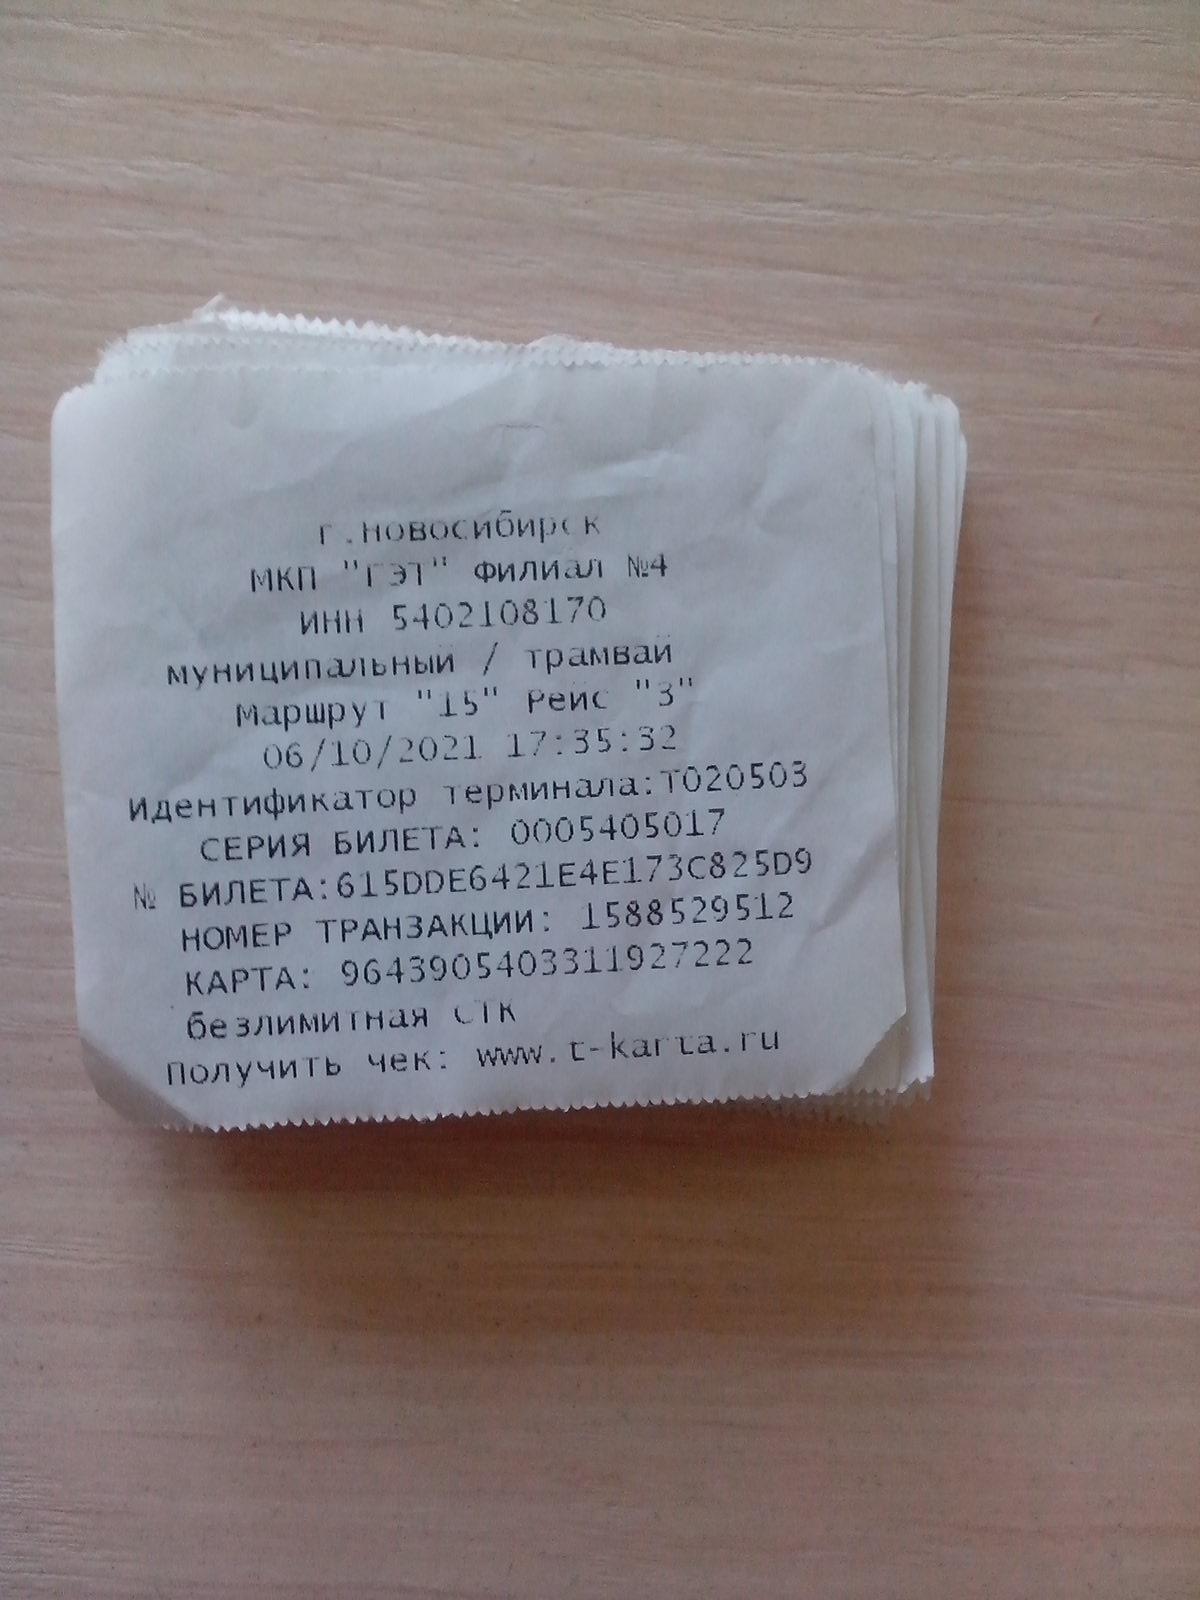 г.Новосибирск
МКП "ГЭТ" Филиал №4
ИНН 5402108170
муниципальный / трамвай
Маршрут "15" Рейс "3"
06/10/2021 17:35:32
Идентификатор терминала:Т020503
СЕРИЯ БИЛЕТА: 0005405017
№ БИЛЕТА:615DDE6421E4E173C825D9
НОМЕР ТРАНЗАКЦИИ: 1588529512
КАРТА: 9643905403311927222
безлимитная СТК
Получить чек: www.t-karta.ru